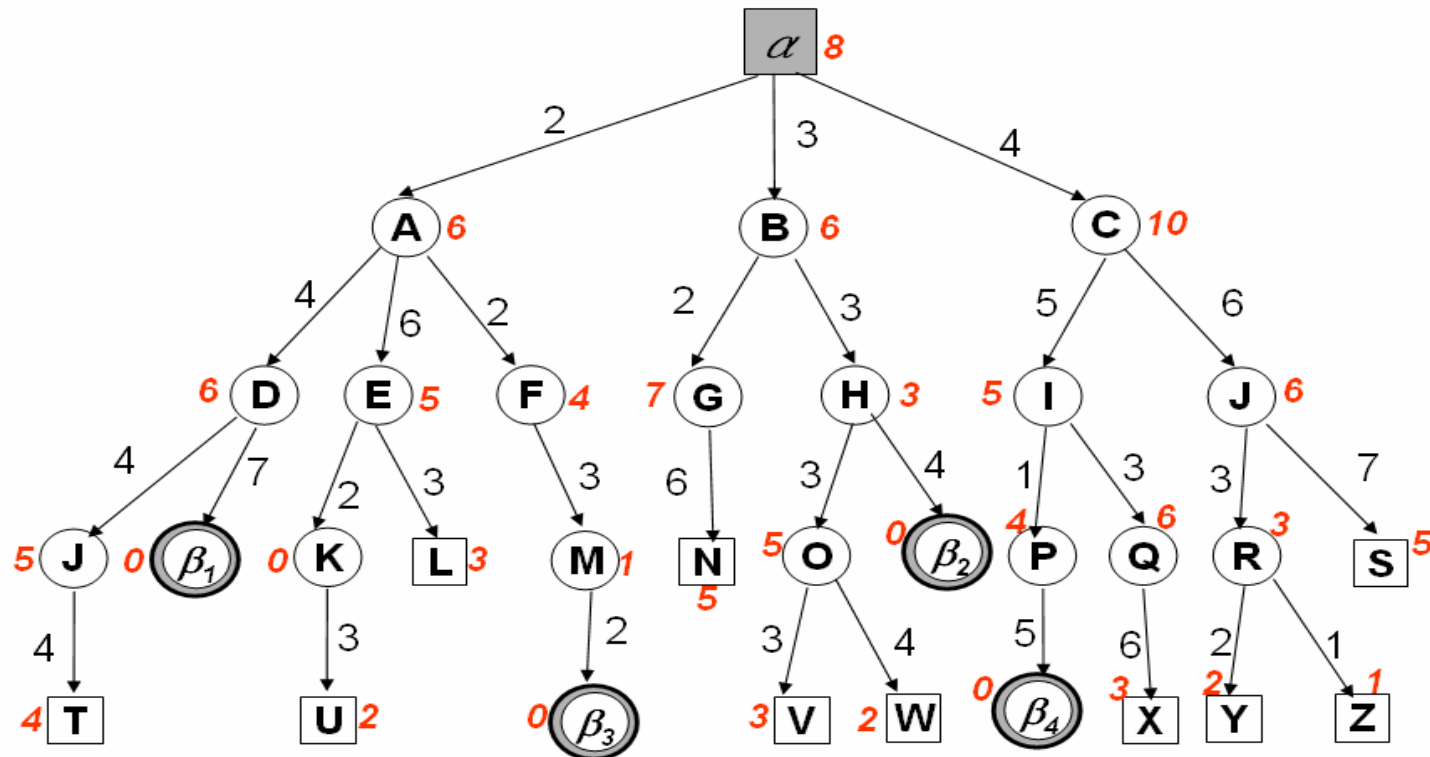 α 8
2 3 4
A 6 B 6 C 10
4 6 2 2 3 5 6
6 D E 5 F 4 7 G H 3 5 I J 6
4 7 2 3 3 6 3 4 1 3 3 7
5 J 0 β₁ 0 K L 3 M 1 N 5 5 O 0 β₂ 4 P 6 Q R 3 S 5
4 3 2 3 4 5 6 2 1
4 T U 2 0 β₃ 3 V 2 W 0 β₄ 3 X 2 Y 1 Z